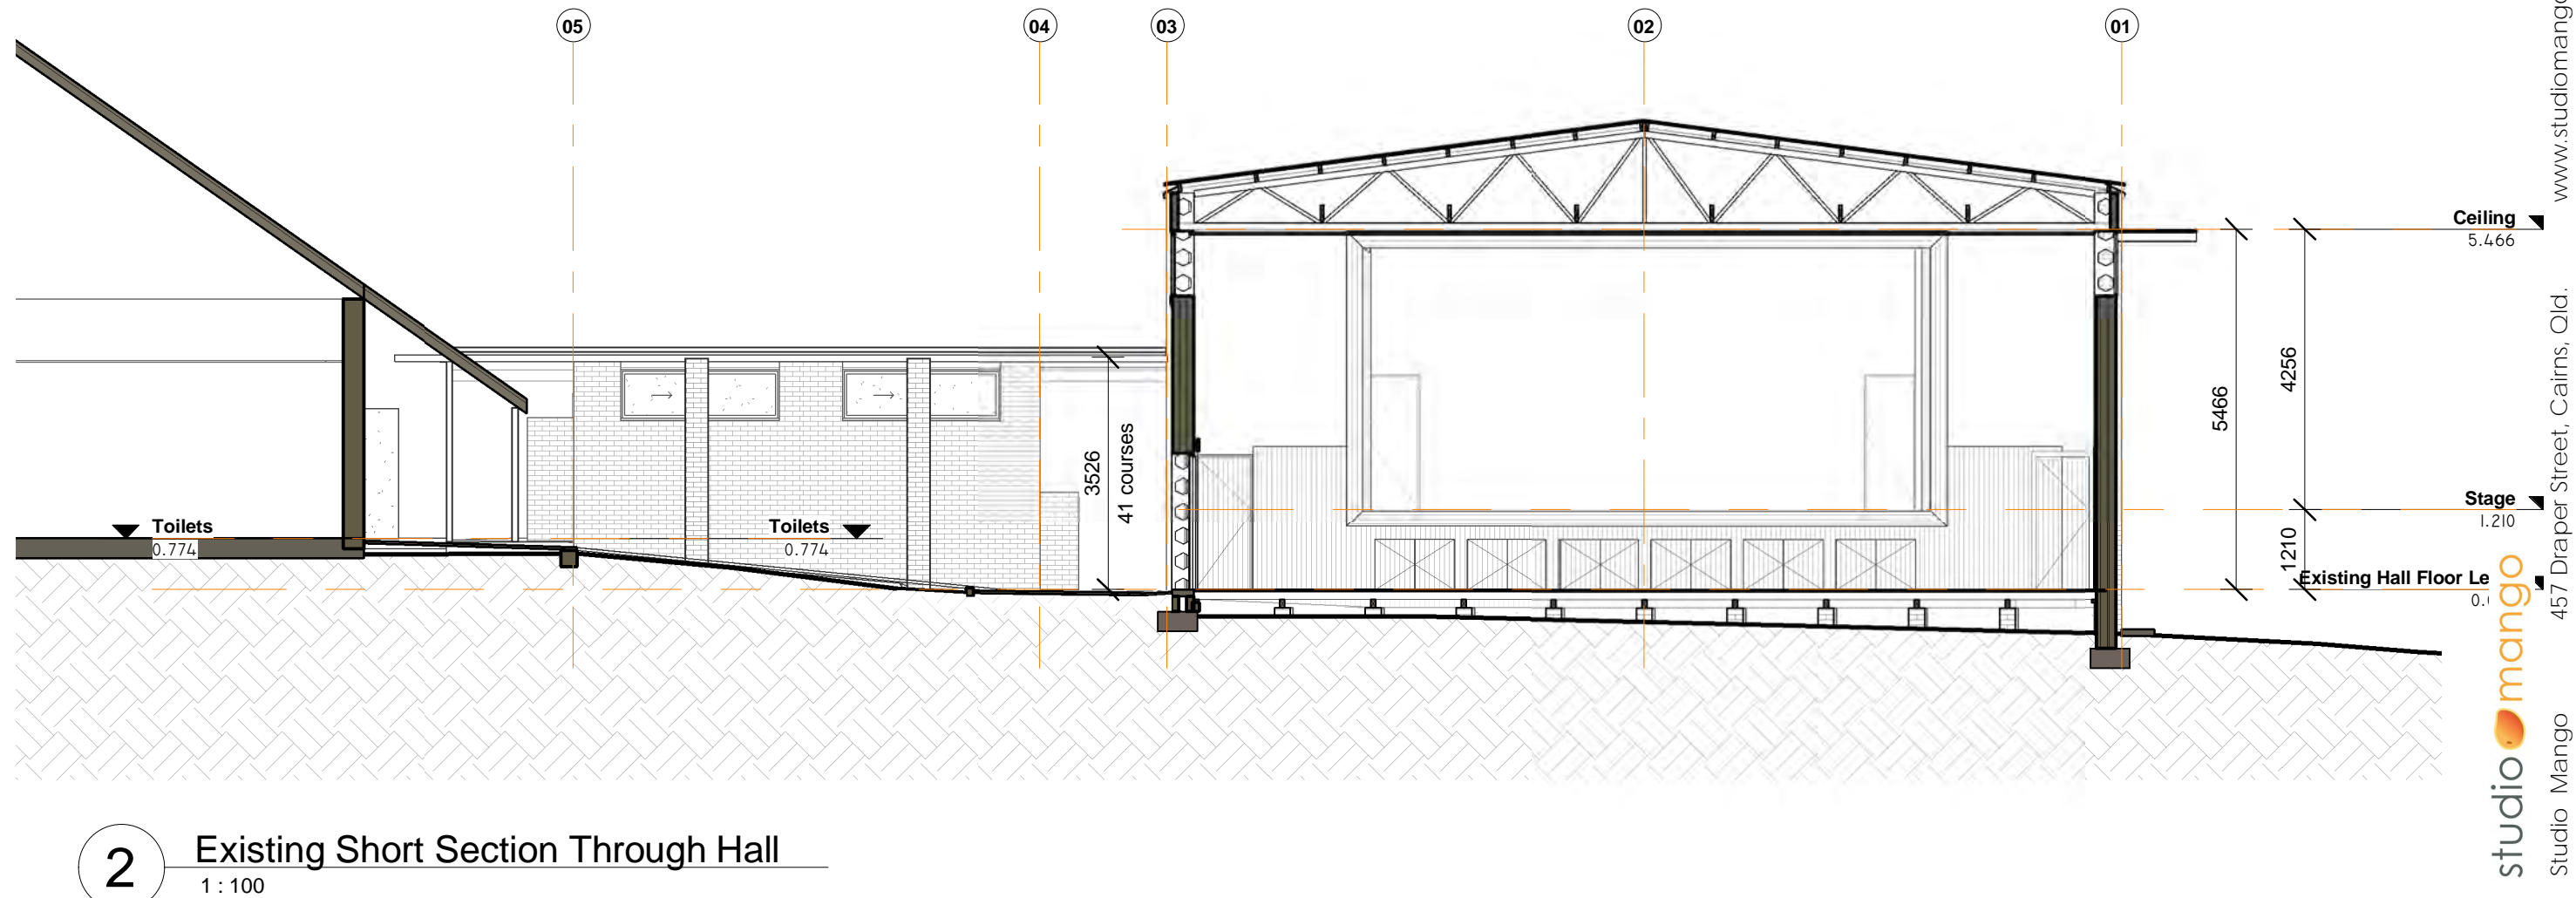 05
04
03
02
01
Ceiling
5.466
5466
4256
3526
41 courses
Stage
1.210
1210
Toilets
0.774
Toilets
0.774
Existing Hall Floor Le
0.
2
Existing Short Section Through Hall
1 : 100
www.studiomango
457 Draper Street, Cairns, Qld.
studio mango
Studio Mango